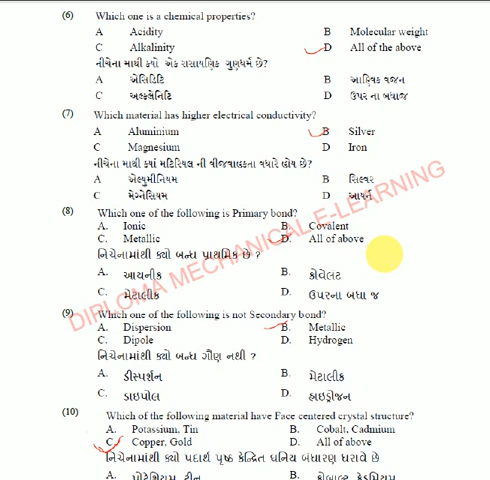 (6) Which one is a chemical properties?
A Acidity B Molecular weight
C Alkalinity D All of the above
નીચેના માથી કયો એક રાસાયણિક ગુણધર્મ છે?
A એસિડિટિ B આણ્વિક વજન
C અલ્કલેનિટિ D ઉપર ના બધાજ
(7) Which material has higher electrical conductivity?
A Aluminium B Silver
C Magnesium D Iron
નીચેના માથી કયાં મટિરિયલ ની વીજવાલકતા વધારે હોય છે?
A એલ્યુમીનિયમ B સિલ્વર
C મેગ્નેસિયમ D આયર્ન
(8) Which one of the following is Primary bond?
A. Ionic B. Covalent
C. Metallic D. All of above
નિચેનામાંથી ક્યો બન્ધ પ્રાથમિક છે ?
A. આયનીક B. કોવેલટ
C. મેટાલીક D. ઉપરના બધા જ
DIPLOMA MECHANICAL E-LEARNING
(9) Which one of the following is not Secondary bond?
A. Dispersion B. Metallic
C. Dipole D. Hydrogen
નિચેનામાંથી ક્યો બન્ધ ગૌણ નથી ?
A. ડીસ્પર્શન B. મેટાલીક
C. ડાઇપોલ D. હાઇડ્રોજન
(10) Which of the following material have Face centered crystal structure?
A. Potassium, Tin B. Cobalt, Cadmium
C. Copper, Gold D. All of above
નિચેનામાંથી ક્યો પદાર્થ પૃષ્ઠ કેન્દ્રિત ઘનિય બંધારણ ધરાવે છે
A. B.